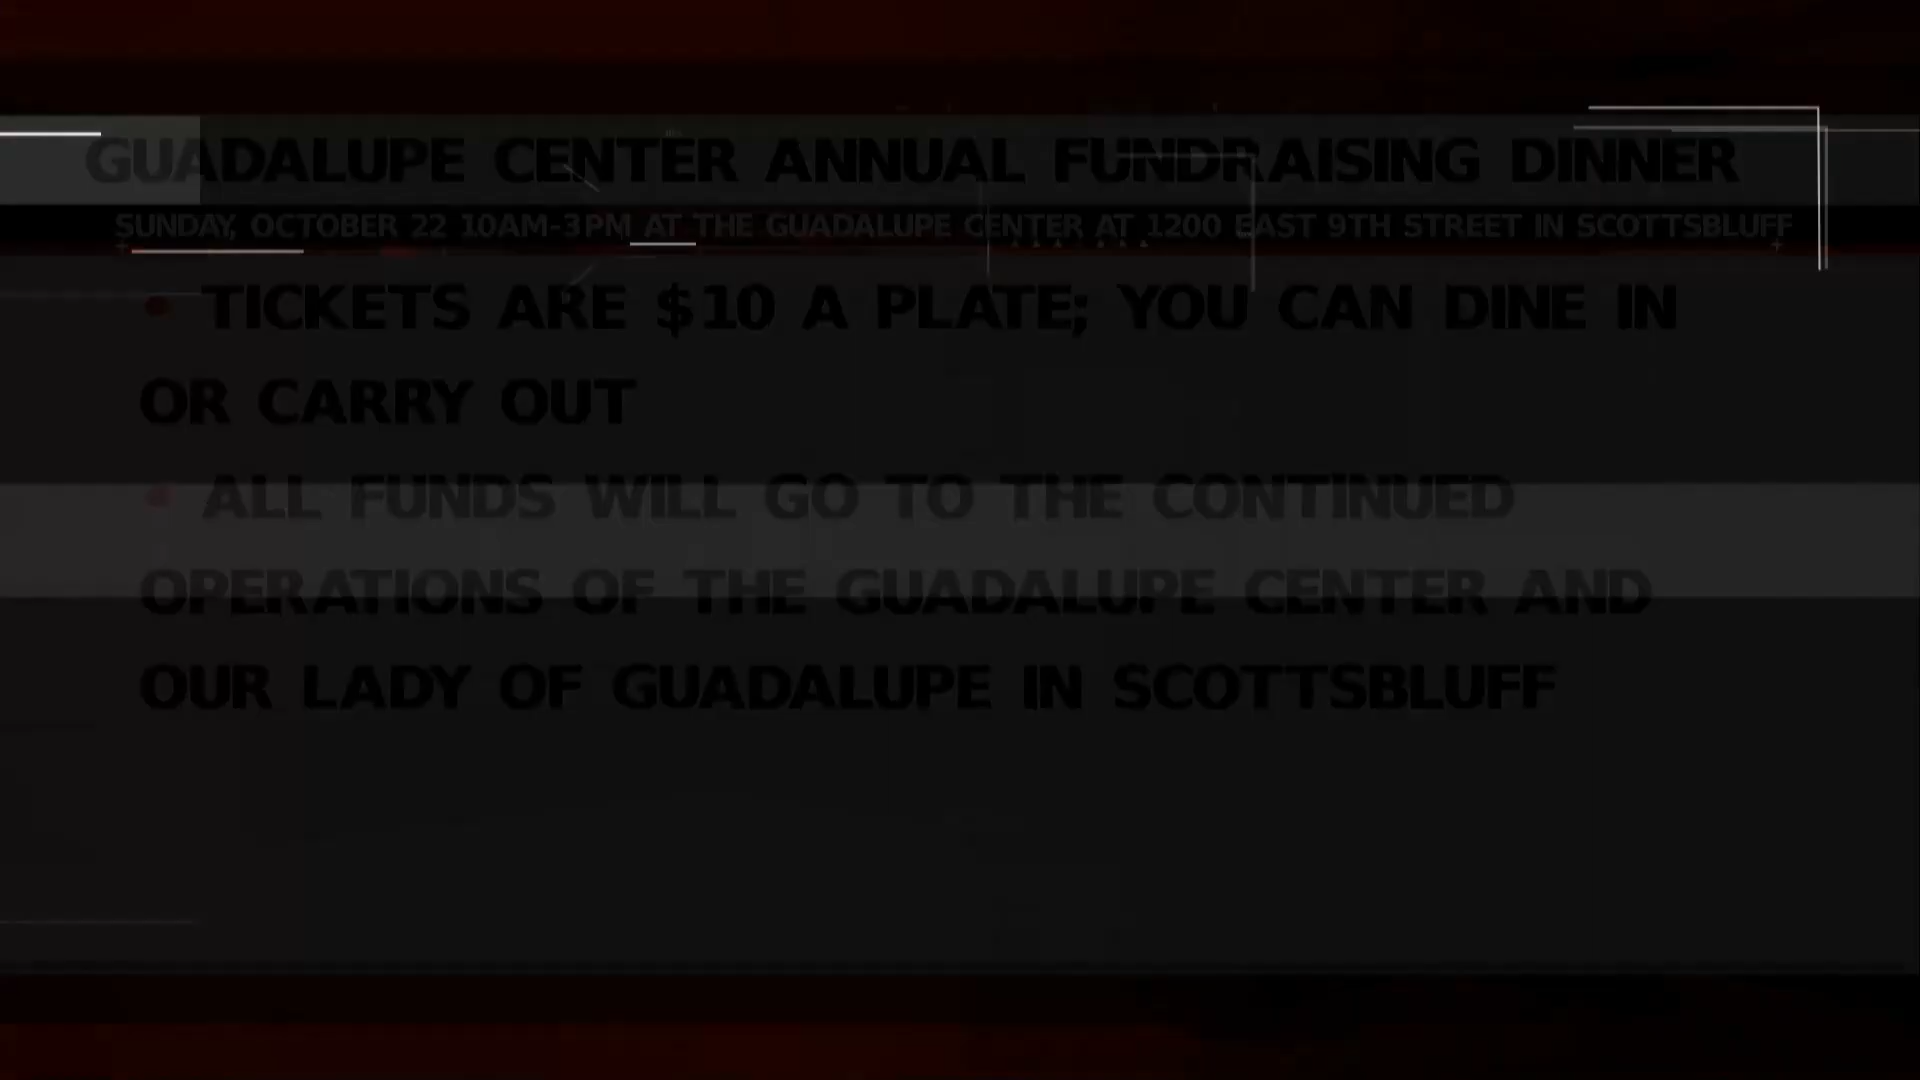 GUADALUPE CENTER ANNUAL FUNDRAISING DINNER
SUNDAY, OCTOBER 22 10AM-3PM AT THE GUADALUPE CENTER AT 1200 EAST 9TH STREET IN SCOTTSBLUFF
• TICKETS ARE $10 A PLATE; YOU CAN DINE IN
OR CARRY OUT
• ALL FUNDS WILL GO TO THE CONTINUED
OPERATIONS OF THE GUADALUPE CENTER AND
OUR LADY OF GUADALUPE IN SCOTTSBLUFF